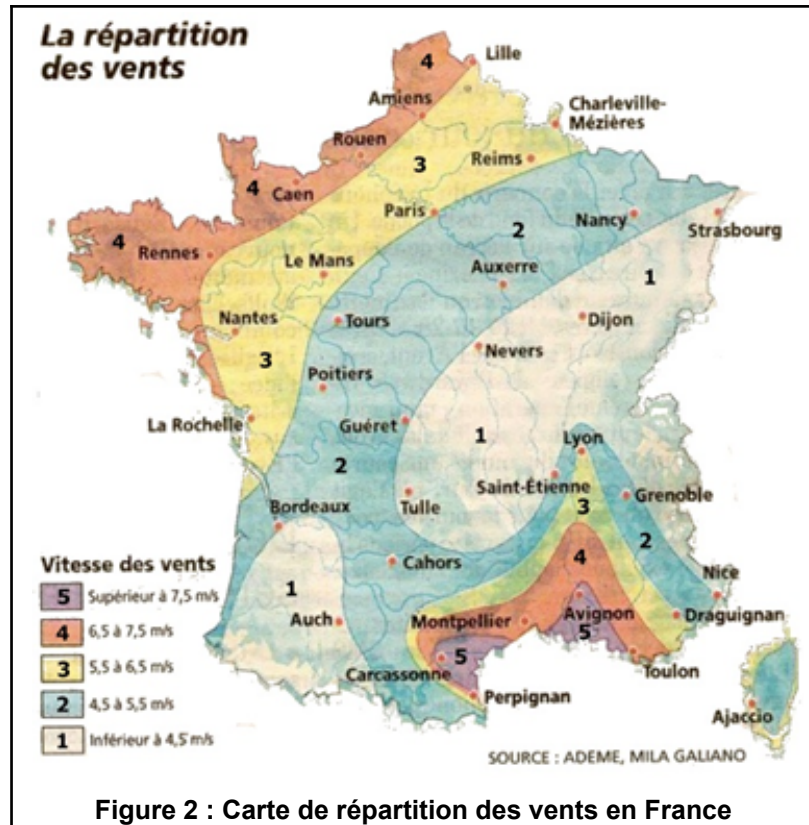 La répartition
des vents
4
Lille
Amiens
Charleville-
Mézières
Rouen
3
Reims
4
Caen
Paris
2
Nancy
Strasbourg
4
Rennes
Le Mans
Auxerre
1
Nantes
Tours
Dijon
3
Nevers
Poitiers
La Rochelle
Guéret
1
Lyon
2
Saint-Étienne
Grenoble
Bordeaux
Tulle
3
2
Vitesse des vents
5 Supérieur à 7,5 m/s
4 6,5 à 7,5 m/s
3 5,5 à 6,5 m/s
2 4,5 à 5,5 m/s
1 Inférieur à 4,5 m/s
Cahors
4
Nice
1
Auch
Montpellier
Avignon
Draguignan
5
5
Carcassonne
Toulon
Perpignan
Ajaccio
SOURCE : ADEME, MILA GALIANO
Figure 2 : Carte de répartition des vents en France